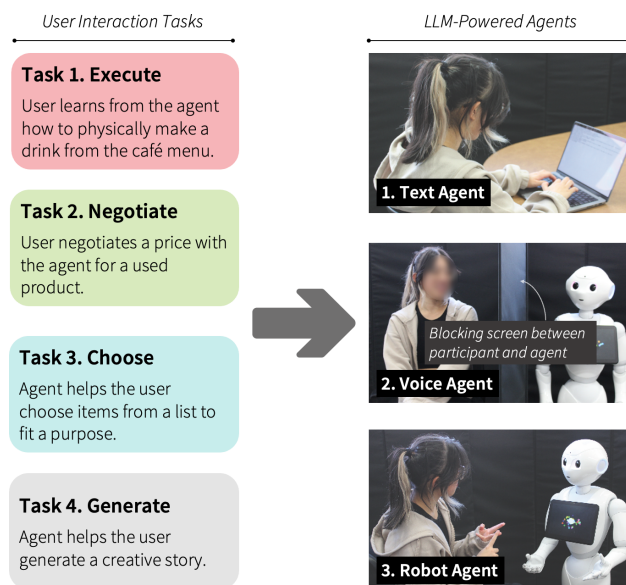 User Interaction Tasks
Task 1. Execute
User learns from the agent
how to physically make a
drink from the café menu.
Task 2. Negotiate
User negotiates a price with
the agent for a used
product.
Task 3. Choose
Agent helps the user
choose items from a list to
fit a purpose.
Task 4. Generate
Agent helps the user
generate a creative story.
LLM-Powered Agents
1. Text Agent
Blocking screen between
participant and agent
2. Voice Agent
3. Robot Agent